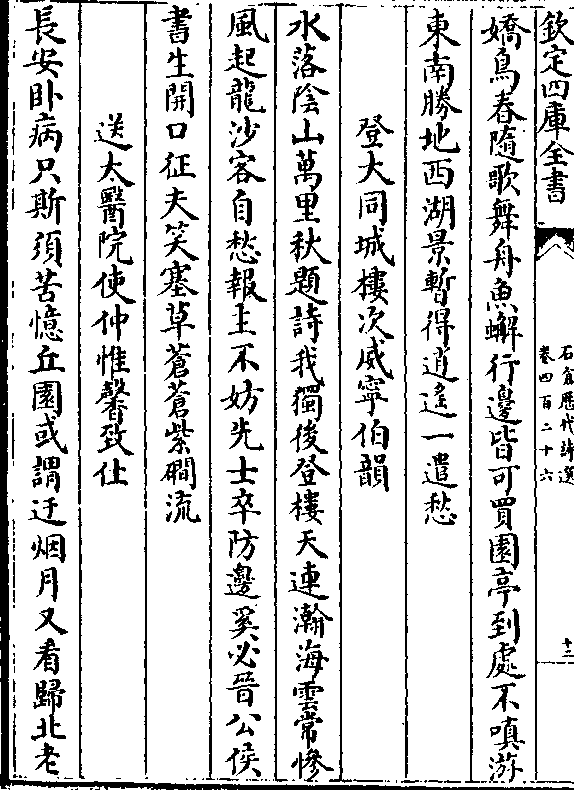 欽定四庫全書
石倉歷代詩選
卷四百二十六
十三
嬌鳥春隨歌舞舟魚蠏行邊皆可買園亭到處不嗔游
東南勝地西湖景暫得逍遙一遣愁
登大同城樓次威寧伯韻
水落陰山萬里秋題詩我獨後登樓天連瀚海雲常慘
風起龍沙客自愁報主不妨先士卒防邊奚必晉公侯
書生開口征夫笑塞草蒼蒼紫磵流
送太醫院使仲惟馨致仕
長安卧病只斯須苦憶丘園或謂迂烟月又看歸北老